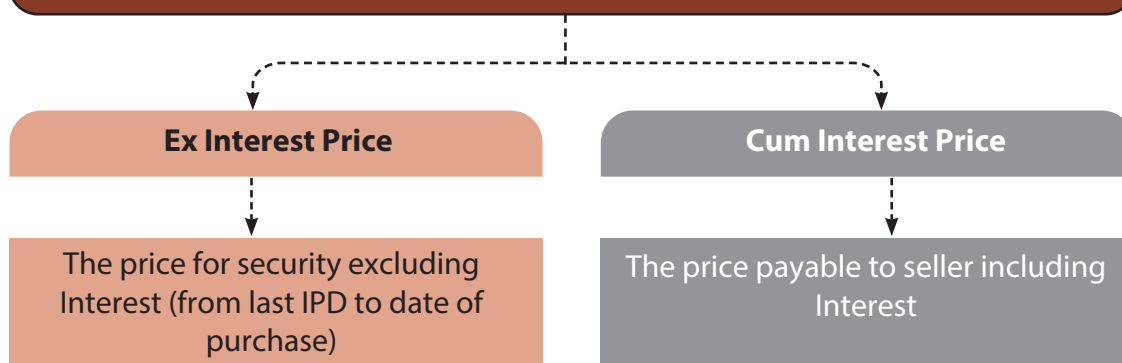 Ex Interest Price
Cum Interest Price
The price for security excluding
Interest (from last IPD to date of
purchase)
The price payable to seller including
Interest